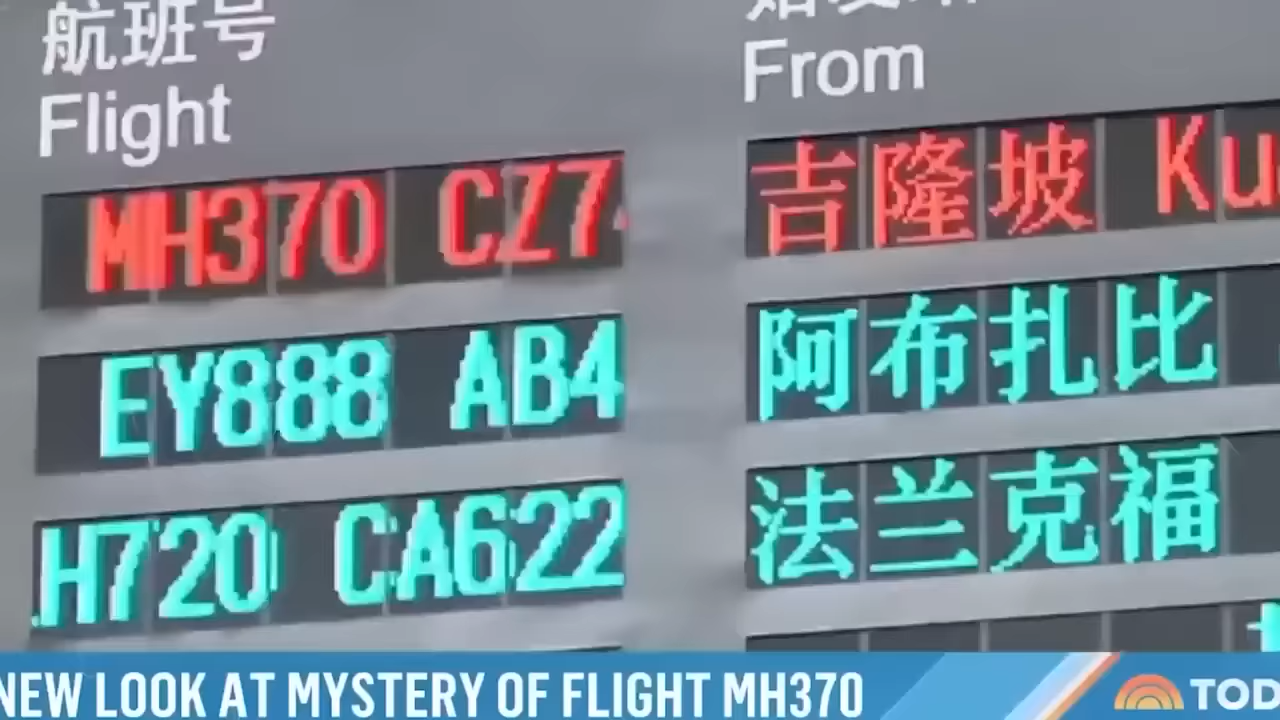 航班号
Flight
From
MH370 CZ7
吉隆坡 Ku
EY888 AB4
阿布扎比
H720 CA622
法兰克福
NEW LOOK AT MYSTERY OF FLIGHT MH370
TOD